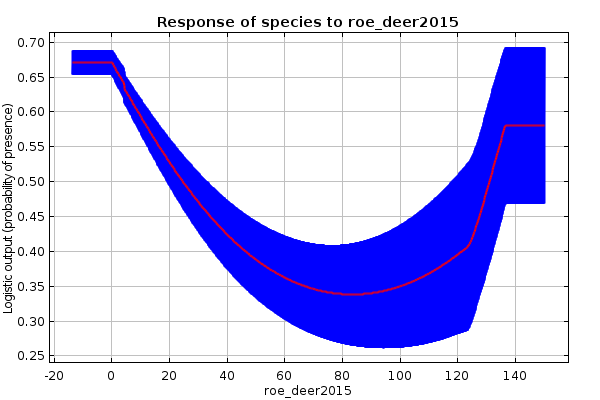 Response of species to roe_deer2015
Logistic output (probability of presence)
0.70
0.65
0.60
0.55
0.50
0.45
0.40
0.35
0.30
0.25
-20 0 20 40 60 80 100 120 140
roe_deer2015